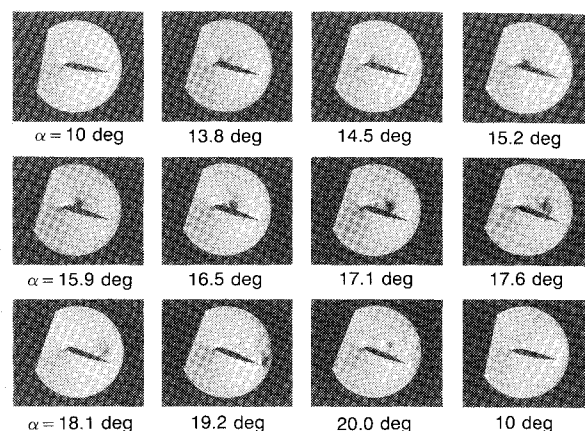 α = 10 deg 13.8 deg 14.5 deg 15.2 deg
α = 15.9 deg 16.5 deg 17.1 deg 17.6 deg
α = 18.1 deg 19.2 deg 20.0 deg 10 deg